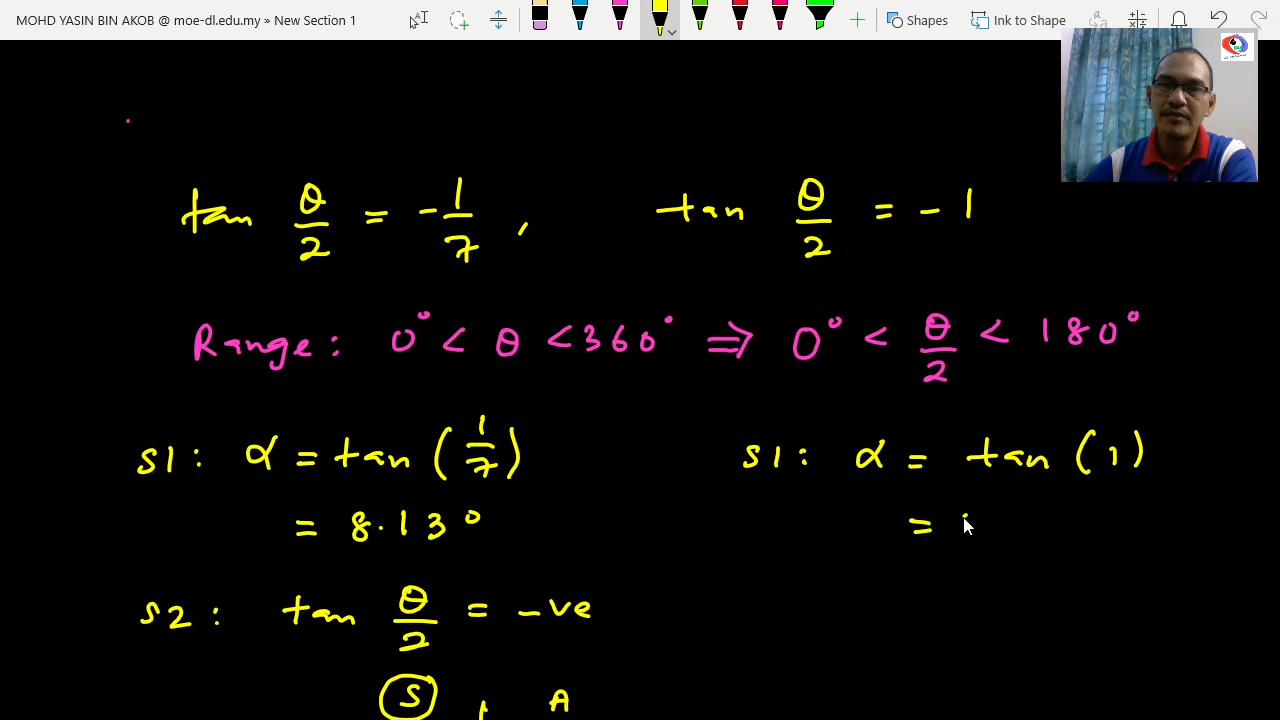 MOHD YASIN BIN AKOB @ moe-dl.edu.my » New Section 1
Shapes Ink to Shape
tan θ/2 = -1/7 , tan θ/2 = -1
Range: 0° < θ < 360° ⇒ 0° < θ/2 < 180°
S1: α = tan (1/7) S1: α = tan (1)
= 8.13° =
S2: tan θ/2 = -ve
S A